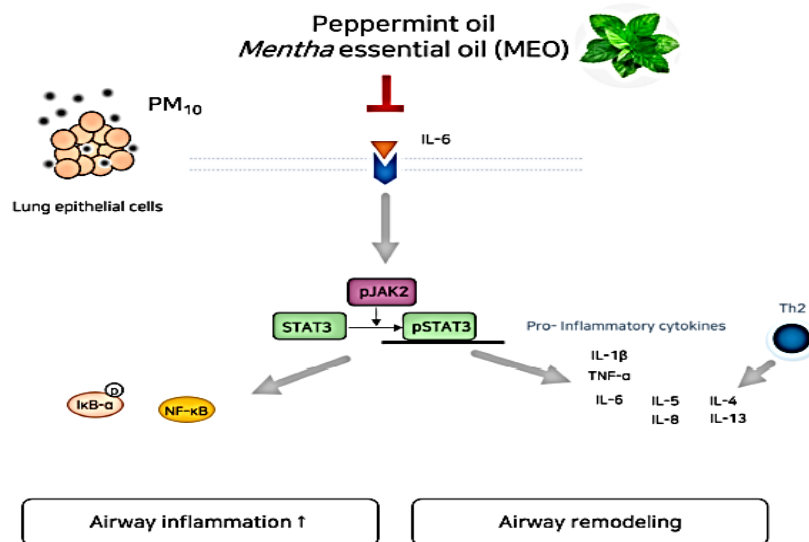 Peppermint oil
Mentha essential oil (MEO)
PM₁₀
IL-6
Lung epithelial cells
pJAK2
STAT3
pSTAT3
Th2
Pro- Inflammatory cytokines
IL-1β
TNF-α
IL-6 IL-5 IL-4
IL-8 IL-13
p
IκB-α
NF-κB
Airway inflammation ↑
Airway remodeling